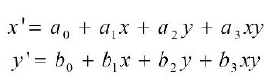 x' = a₀ + a₁x + a₂y + a₃xy
y' = b₀ + b₁x + b₂y + b₃xy